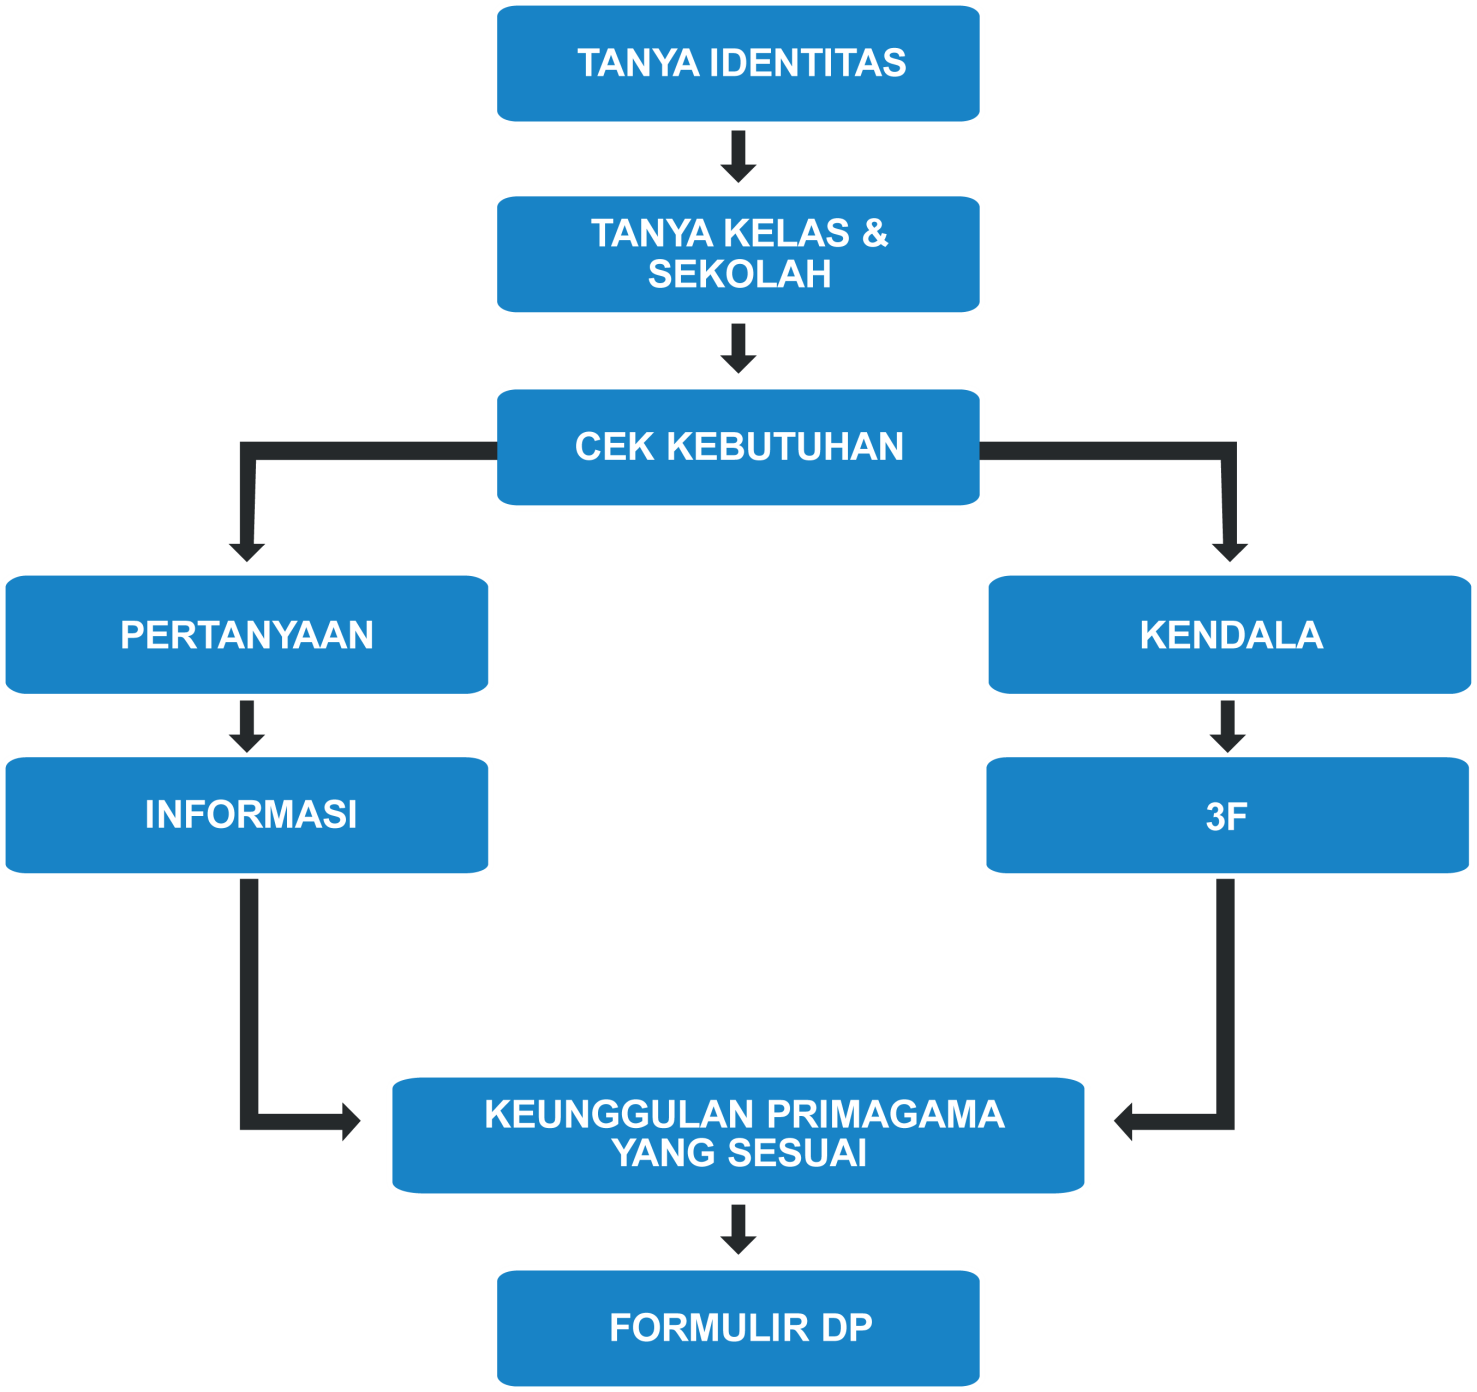 TANYA IDENTITAS
TANYA KELAS &
SEKOLAH
CEK KEBUTUHAN
PERTANYAAN
KENDALA
INFORMASI
3F
KEUNGGULAN PRIMAGAMA
YANG SESUAI
FORMULIR DP